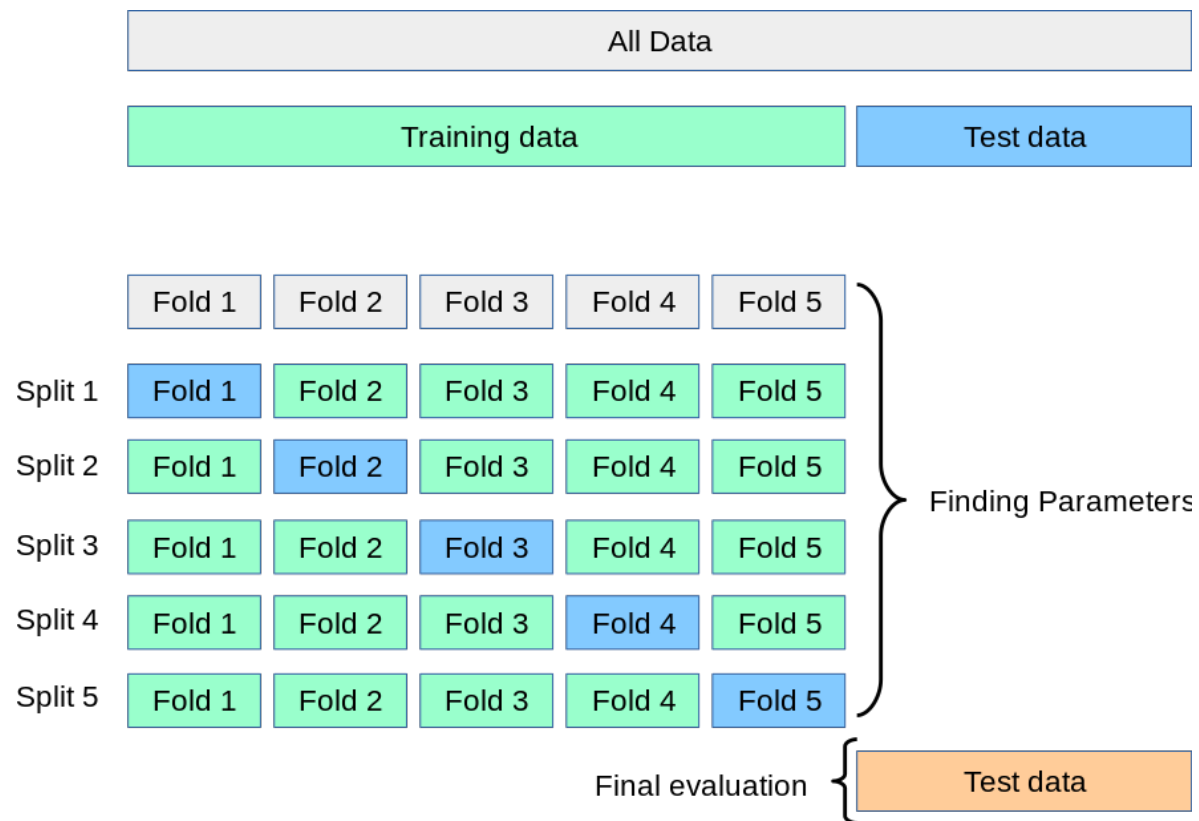 All Data
Training data Test data
Fold 1 Fold 2 Fold 3 Fold 4 Fold 5
Split 1 Fold 1 Fold 2 Fold 3 Fold 4 Fold 5
Split 2 Fold 1 Fold 2 Fold 3 Fold 4 Fold 5
Finding Parameters
Split 3 Fold 1 Fold 2 Fold 3 Fold 4 Fold 5
Split 4 Fold 1 Fold 2 Fold 3 Fold 4 Fold 5
Split 5 Fold 1 Fold 2 Fold 3 Fold 4 Fold 5
Final evaluation Test data